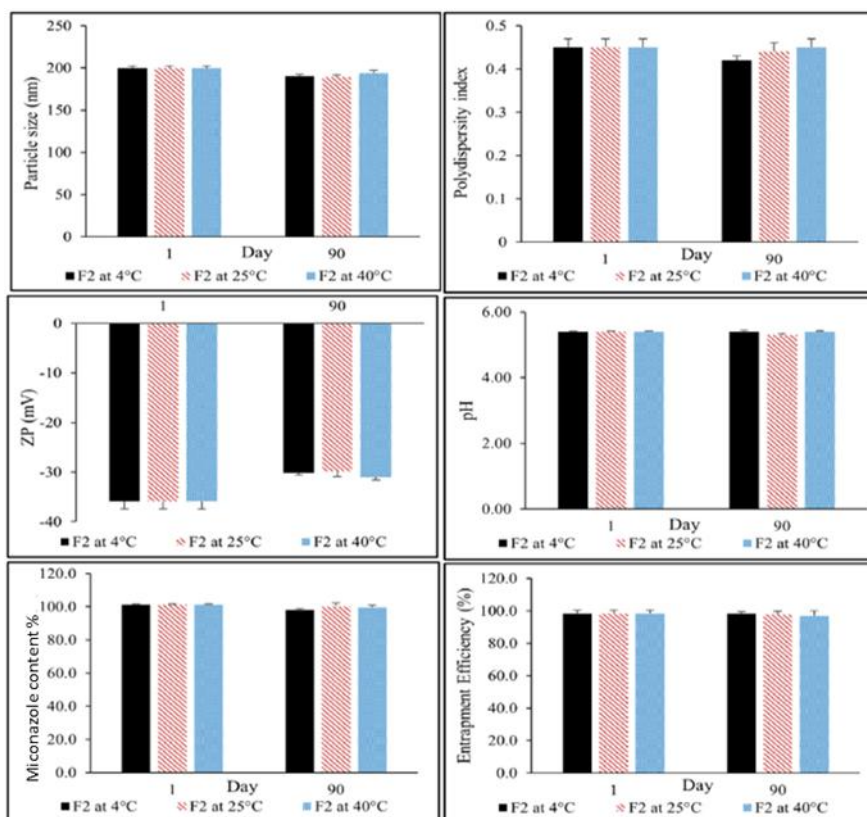 250
200
150
100
50
0
Particle size (nm)
1 Day 90
F2 at 4°C F2 at 25°C F2 at 40°C
0.5
0.4
0.3
0.2
0.1
0
Polydispersity index
1 Day 90
F2 at 4°C F2 at 25°C F2 at 40°C
1 90
0
-10
-20
-30
-40
ZP (mV)
F2 at 4°C F2 at 25°C F2 at 40°C
6.00
4.00
2.00
0.00
pH
1 Day 90
F2 at 4°C F2 at 25°C F2 at 40°C
120.0
100.0
80.0
60.0
40.0
20.0
0.0
Miconazole content %
1 Day 90
F2 at 4°C F2 at 25°C F2 at 40°C
120.0
100.0
80.0
60.0
40.0
20.0
0.0
Entrapment Efficiency (%)
1 Day 90
F2 at 4°C F2 at 25°C F2 at 40°C